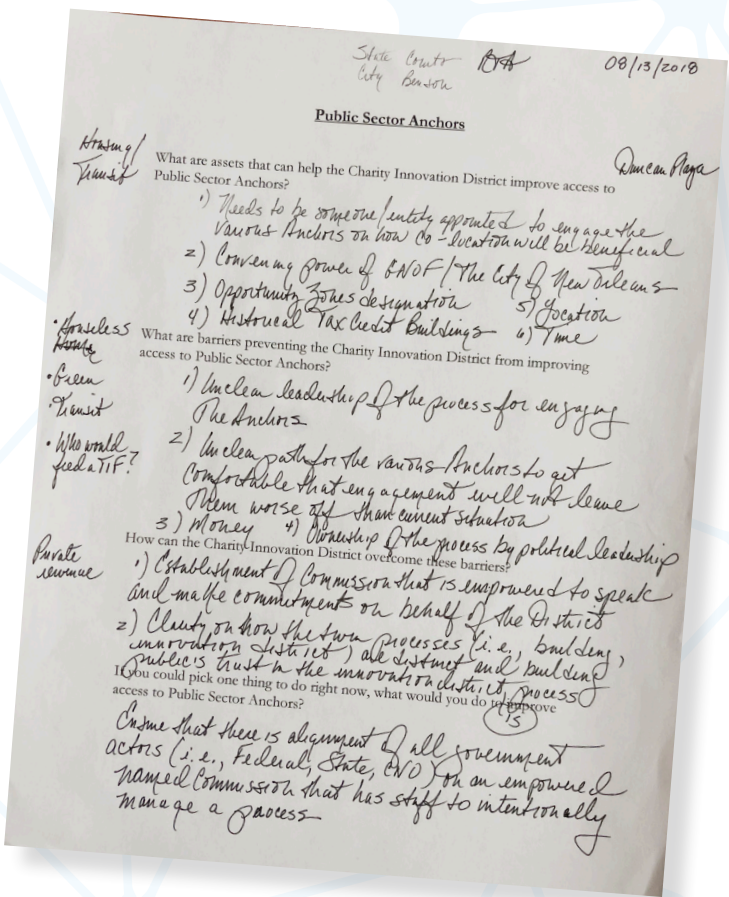 State Courts
City Benson
08/13/2018
Public Sector Anchors
Housing/
Transit
Duncan Plaza
What are assets that can help the Charity Innovation District improve access to
Public Sector Anchors?
1) Needs to be someone/entity appointed to engage the
various Anchors on how co-location will be beneficial
2) Convening power of GNOF/The City of New Orleans
3) Opportunity Zones designation 5) Location
4) Historical Tax Credit Buildings 6) Time
• Houseless
• Green
• Transit
• Who would
feed a TIF?
What are barriers preventing the Charity Innovation District from improving
access to Public Sector Anchors?
1) Unclear leadership of the process for engaging
The Anchors
2) Unclear path for the various Anchors to get
comfortable that engagement will not leave
Them worse off than current situation
3) Money 4) Ownership of the process by political leadership
Private
revenue
How can the Charity Innovation District overcome these barriers?
1) Establishment of Commission that is empowered to speak
and make commitments on behalf of the District
2) Clarity on how the two processes (i.e., building,
innovation district) are distinct and building
public's trust in the innovation district process
If you could pick one thing to do right now, what would you do to improve
access to Public Sector Anchors?
15
Ensure that there is alignment of all government
actors (i.e., Federal, State, CNO) on an empowered
named Commission that has staff to intentionally
manage a process